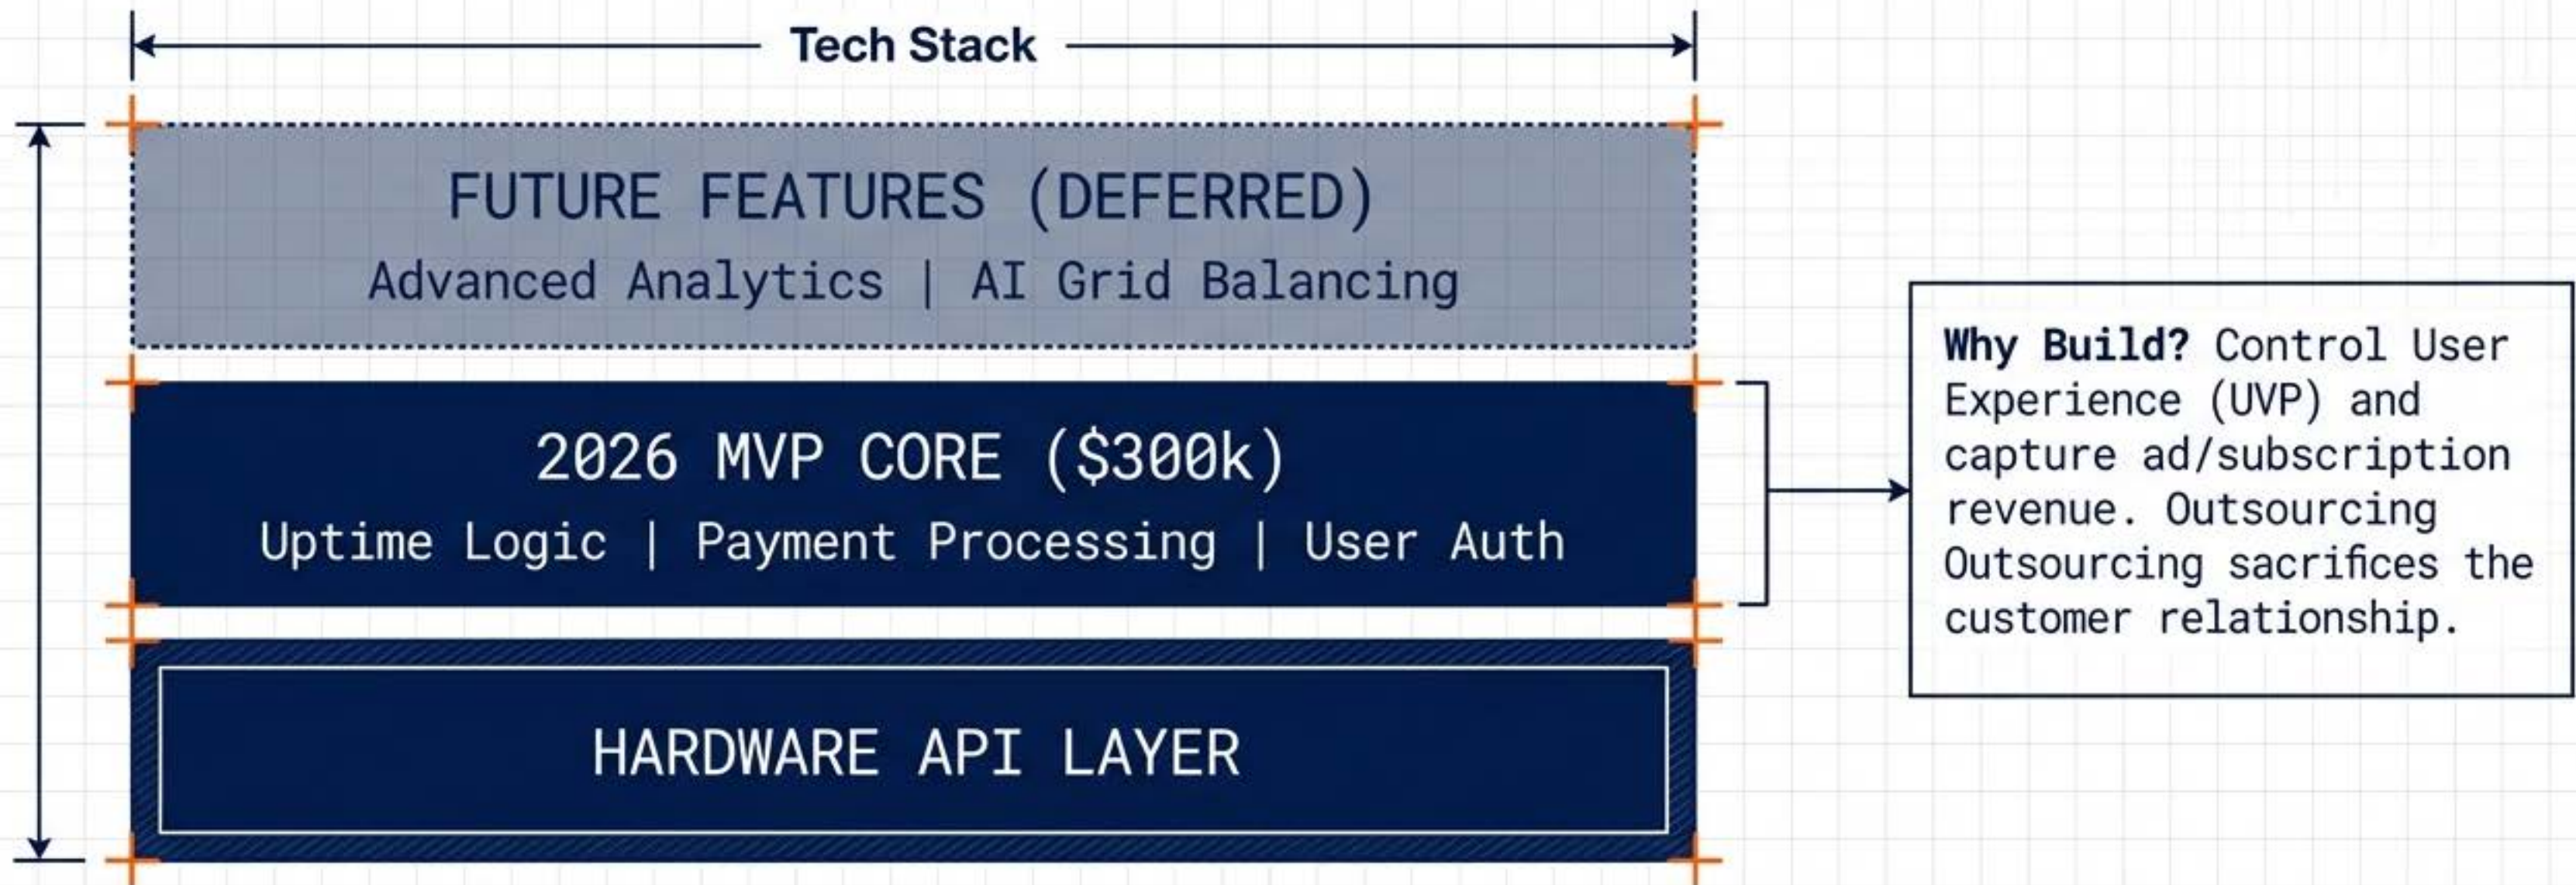 Tech Stack
FUTURE FEATURES (DEFERRED)
Advanced Analytics | AI Grid Balancing
2026 MVP CORE ($300k)
Uptime Logic | Payment Processing | User Auth
HARDWARE API LAYER
Why Build? Control User
Experience (UVP) and
capture ad/subscription
revenue. Outsourcing
Outsourcing sacrifices the
customer relationship.